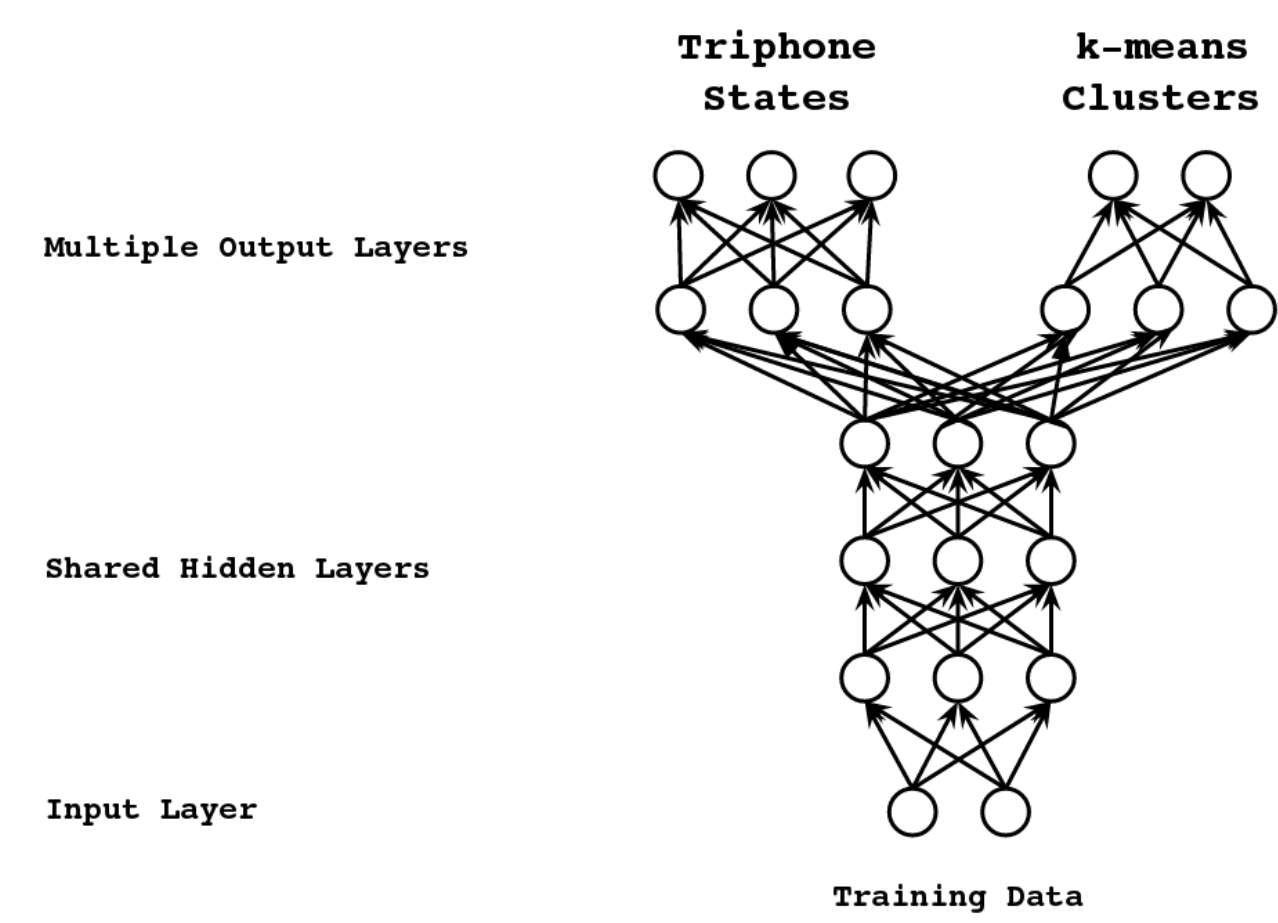 Triphone
States
k-means
Clusters
Multiple Output Layers
Shared Hidden Layers
Input Layer
Training Data